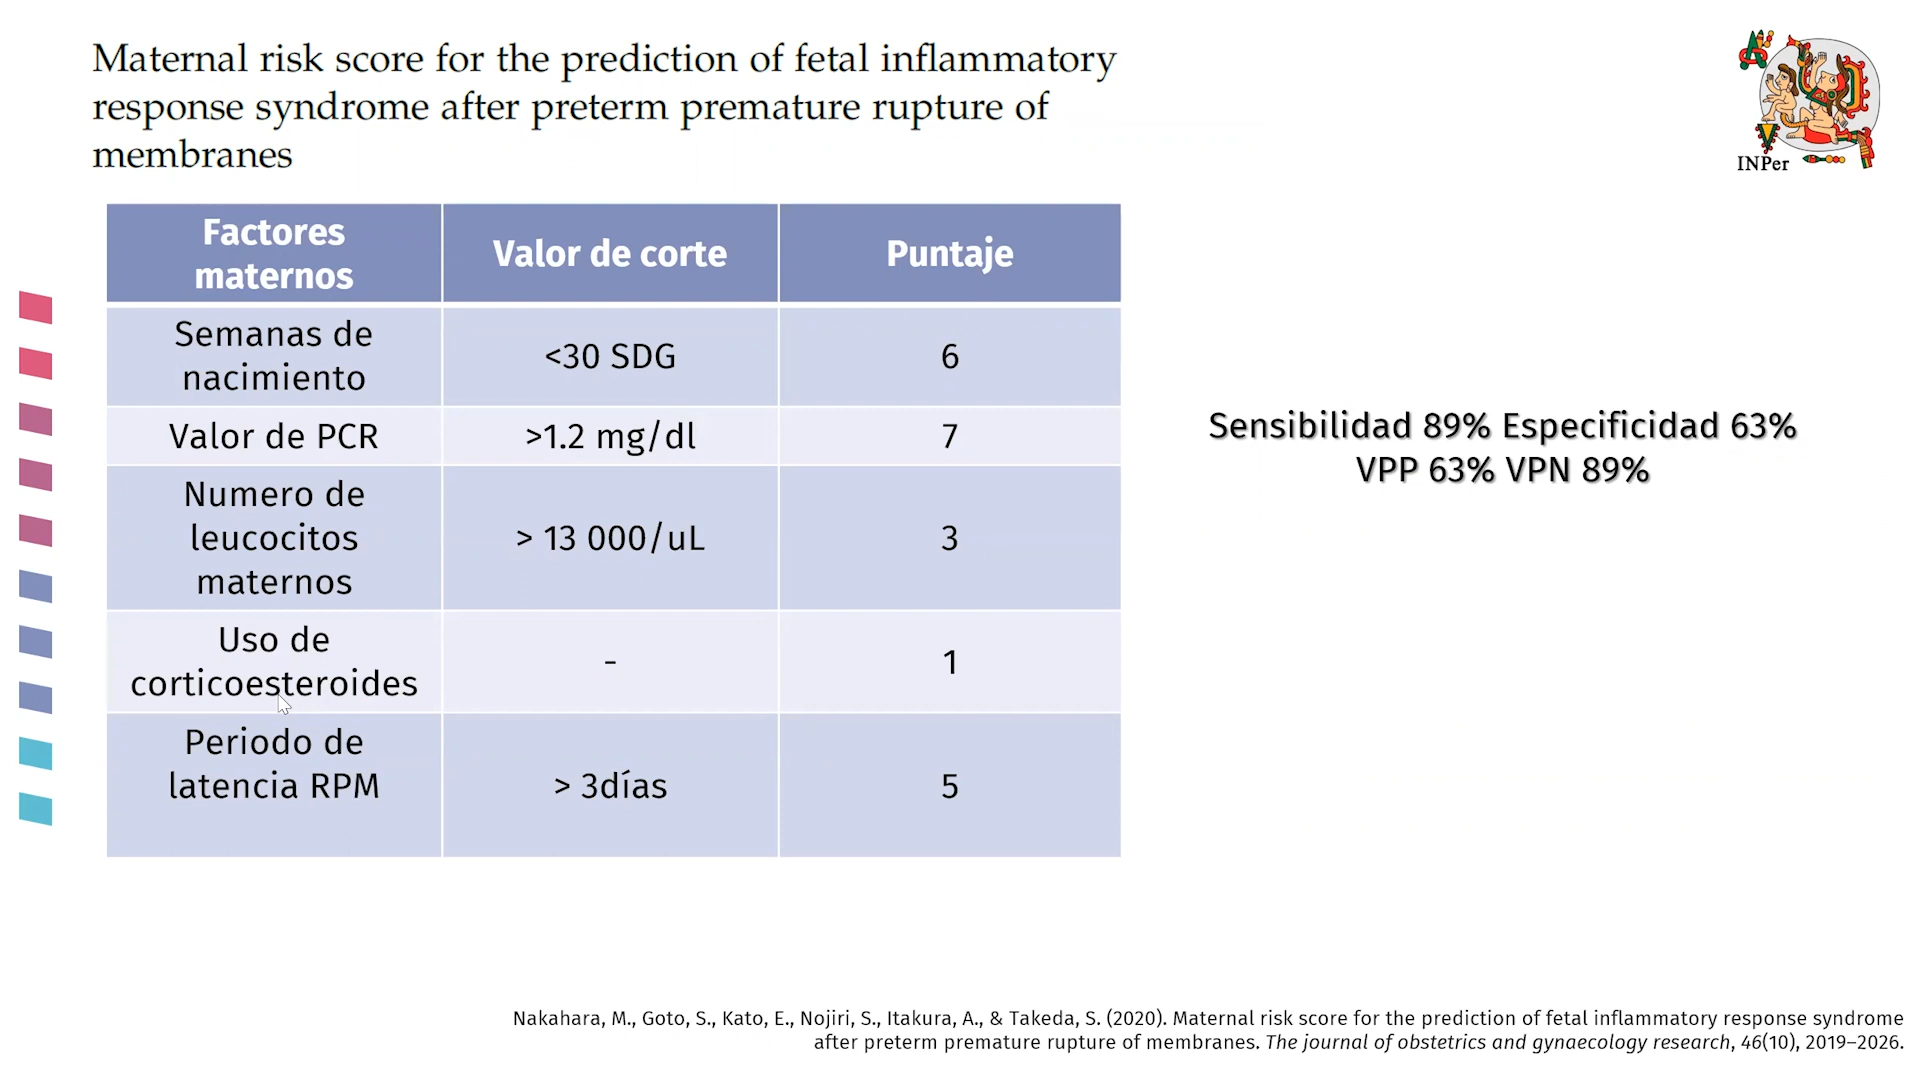 Maternal risk score for the prediction of fetal inflammatory
response syndrome after preterm premature rupture of
membranes
INPer
Factores
maternos
Valor de corte
Puntaje
Semanas de
nacimiento
<30 SDG
6
Valor de PCR
>1.2 mg/dl
7
Numero de
leucocitos
maternos
> 13 000/uL
3
Uso de
corticoesteroides
-
1
Periodo de
latencia RPM
> 3días
5
Sensibilidad 89% Especificidad 63%
VPP 63% VPN 89%
Nakahara, M., Goto, S., Kato, E., Nojiri, S., Itakura, A., & Takeda, S. (2020). Maternal risk score for the prediction of fetal inflammatory response syndrome
after preterm premature rupture of membranes. The journal of obstetrics and gynaecology research, 46(10), 2019–2026.